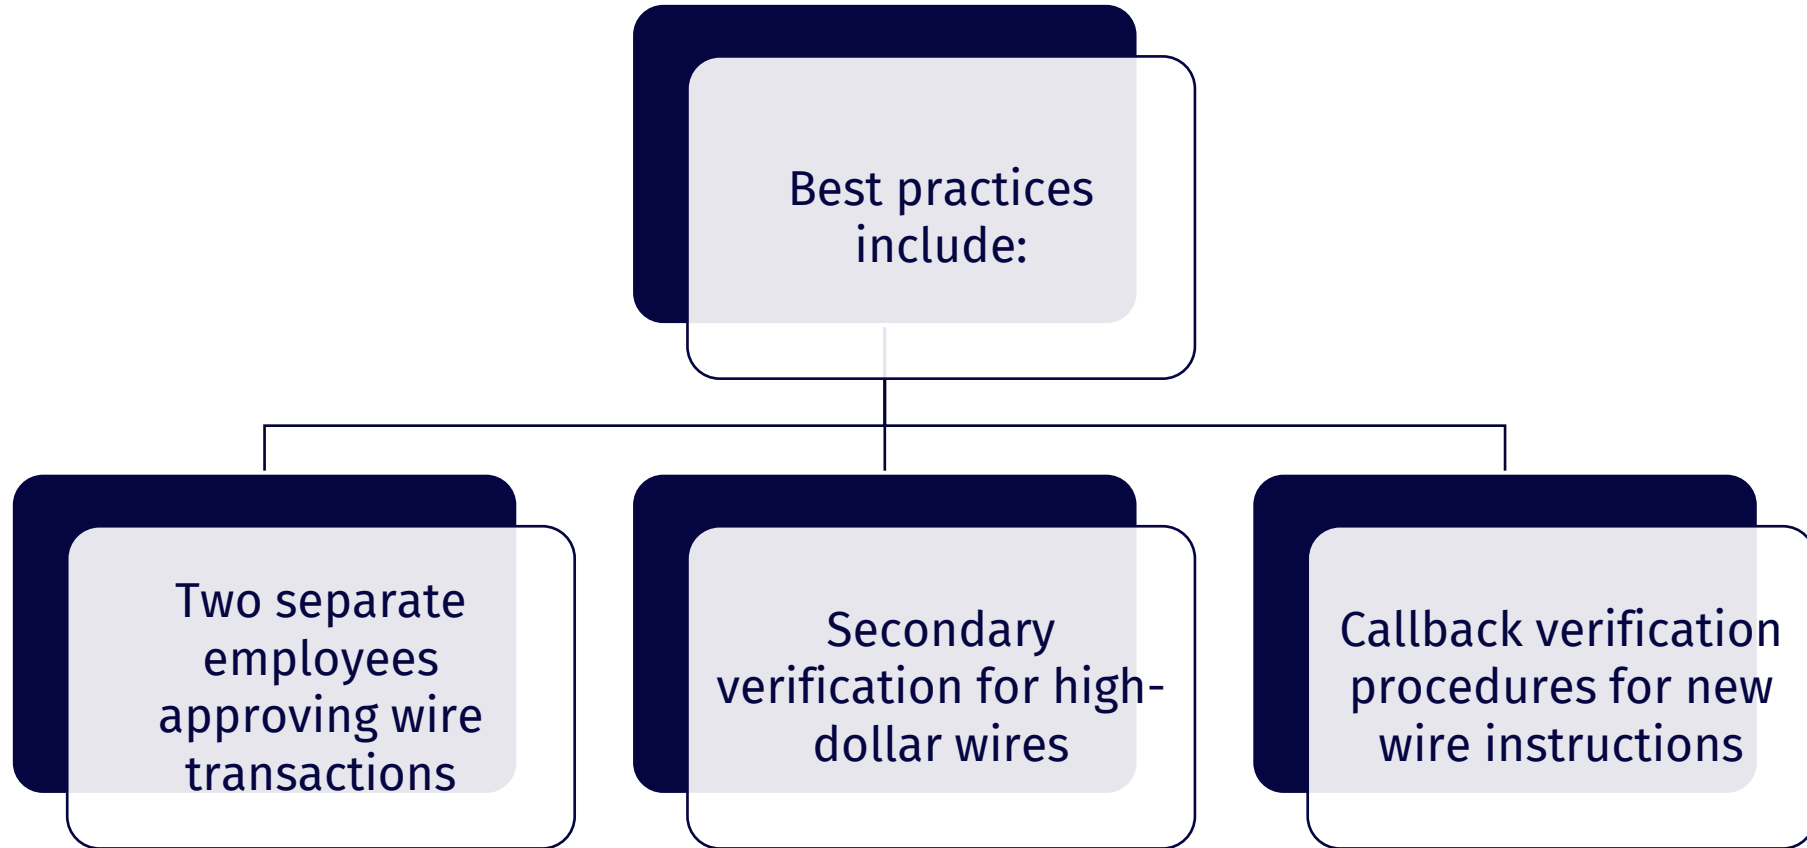 Best practices
include:
Two separate
employees
approving wire
transactions
Secondary
verification for high-
dollar wires
Callback verification
procedures for new
wire instructions